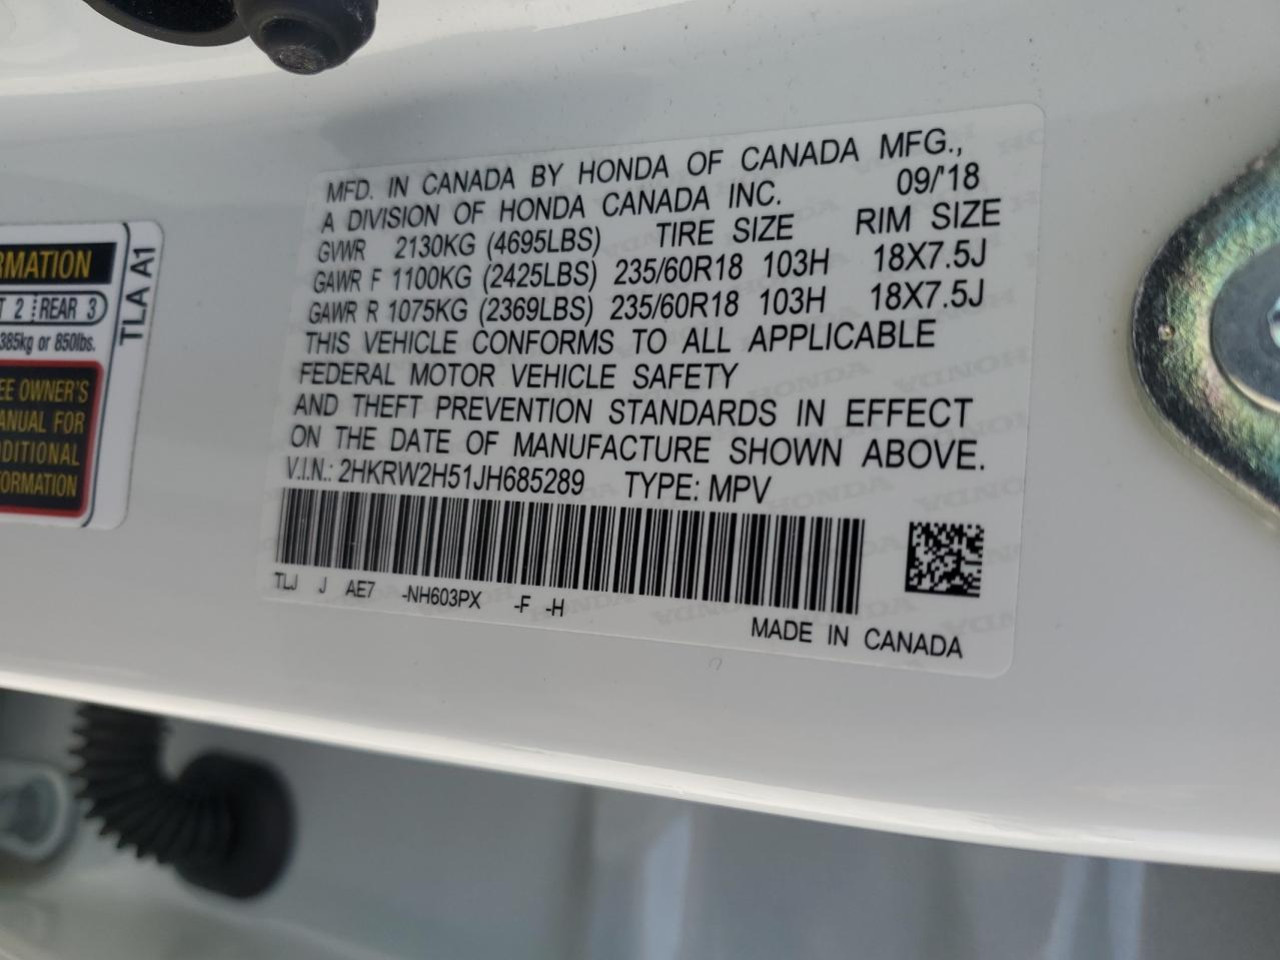 MFD. IN CANADA BY HONDA OF CANADA MFG.,
A DIVISION OF HONDA CANADA INC. 09/'18
GVWR 2130KG (4695LBS) TIRE SIZE RIM SIZE
GAWR F 1100KG (2425LBS) 235/60R18 103H 18X7.5J
GAWR R 1075KG (2369LBS) 235/60R18 103H 18X7.5J
THIS VEHICLE CONFORMS TO ALL APPLICABLE
FEDERAL MOTOR VEHICLE SAFETY
AND THEFT PREVENTION STANDARDS IN EFFECT
ON THE DATE OF MANUFACTURE SHOWN ABOVE.
V.I.N.: 2HKRW2H51JH685289 TYPE: MPV
TLJ J AE7 -NH603PX -F -H
MADE IN CANADA
RMATION
T 2 REAR 3
385kg or 850lbs.
EE OWNER'S
ANUAL FOR
DDITIONAL
FORMATION
TLA A1